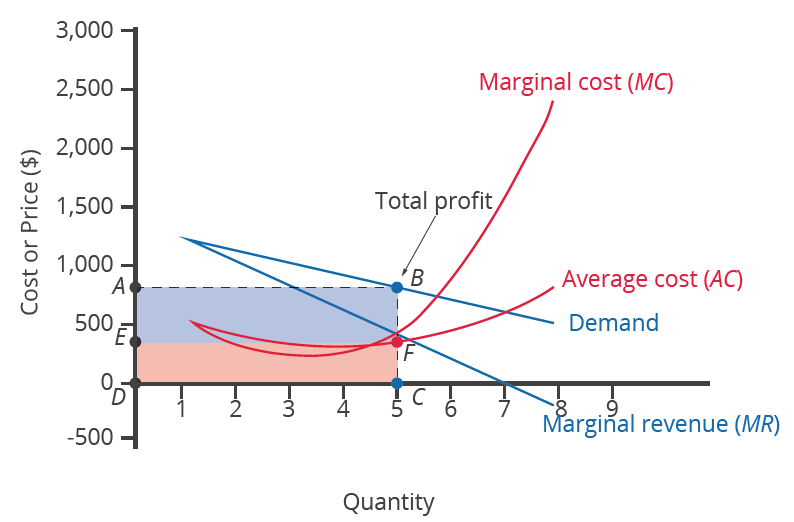 3,000
2,500
2,000
1,500
1,000
500
0
-500
Cost or Price ($)
Marginal cost (MC)
Total profit
A
B
Average cost (AC)
Demand
E
F
D
C
1 2 3 4 5 6 7 8 9
Marginal revenue (MR)
Quantity